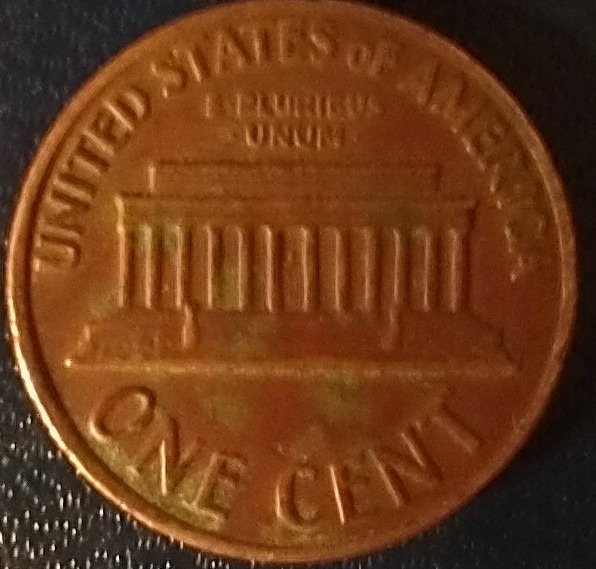 UNITED STATES OF AMERICA
E·PLURIBUS
·UNUM·
ONE CENT